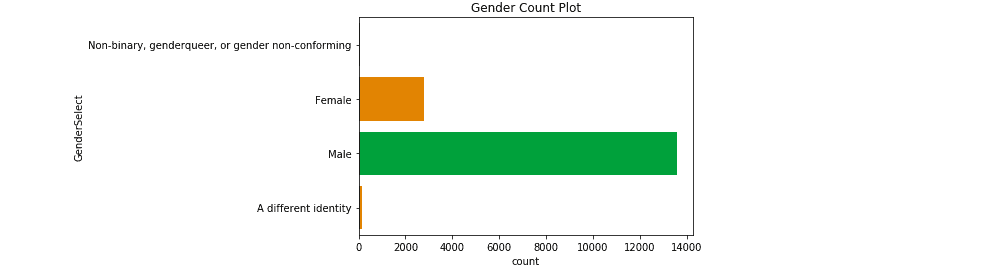 Gender Count Plot
Non-binary, genderqueer, or gender non-conforming
Female
Male
A different identity
GenderSelect
0 2000 4000 6000 8000 10000 12000 14000
count